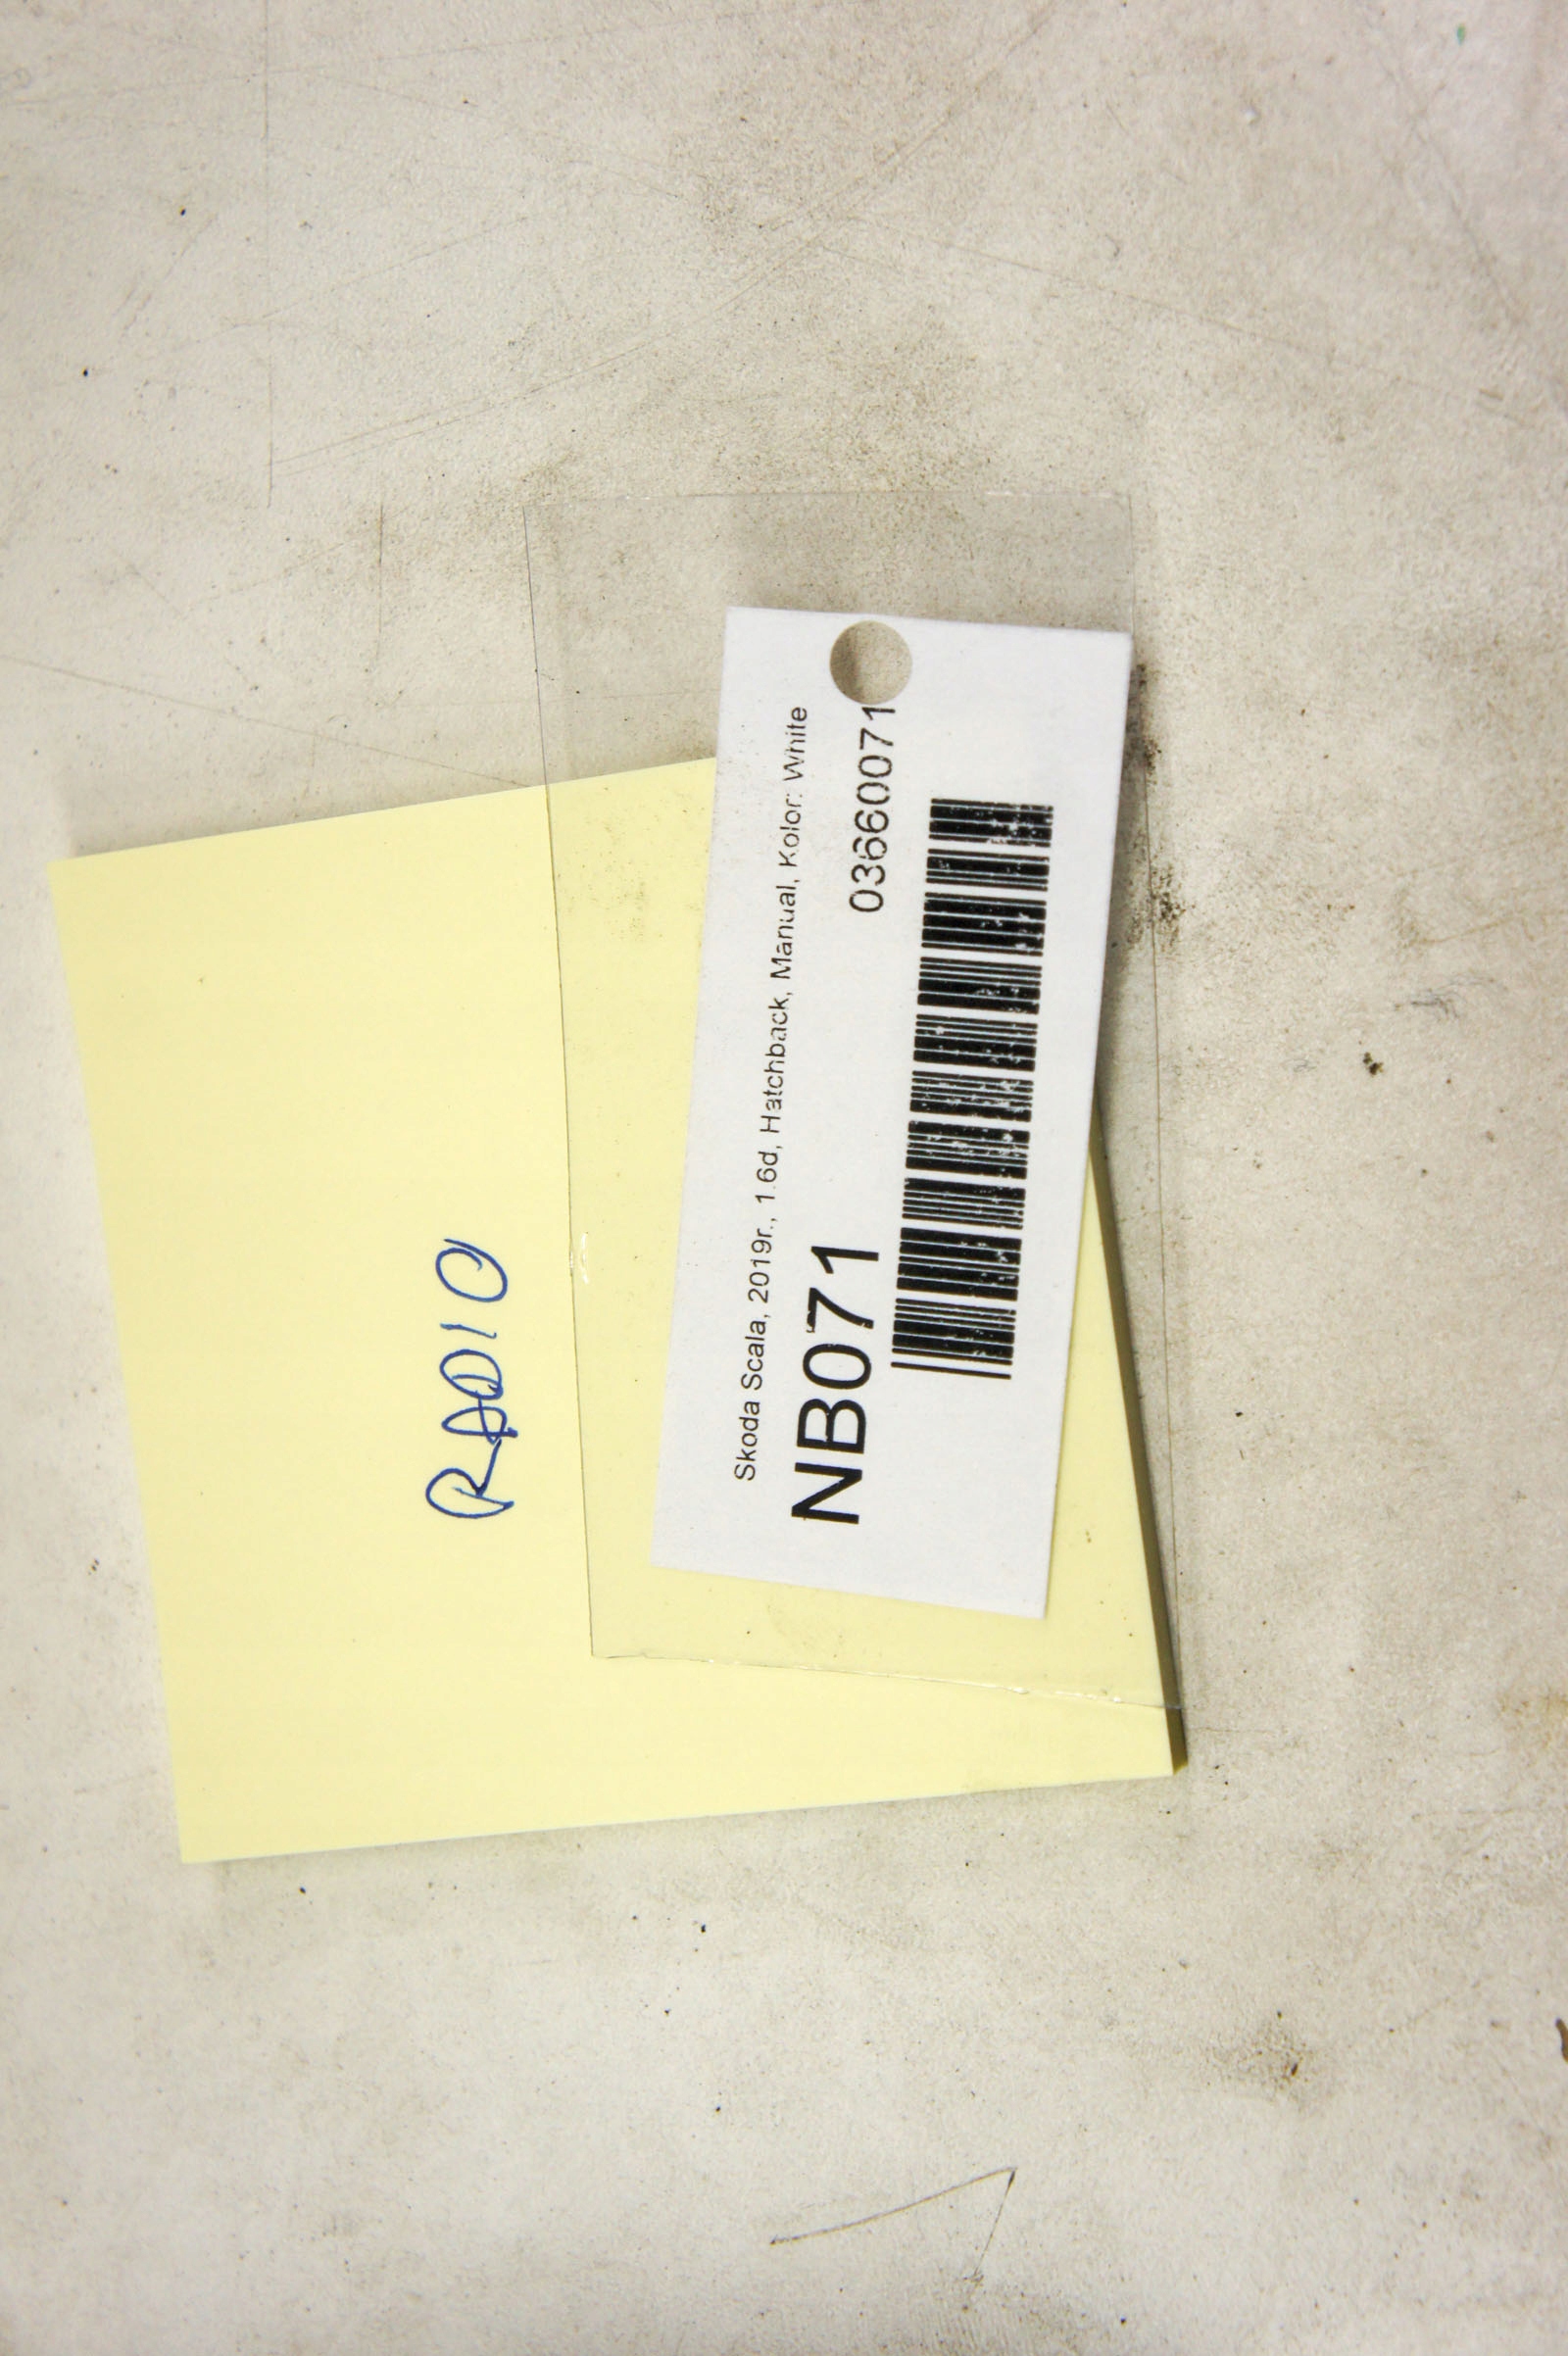 RADIO
Skoda Scala, 2019r., 1.6d, Hatchback, Manual, Kolor: White
NB071
03660071